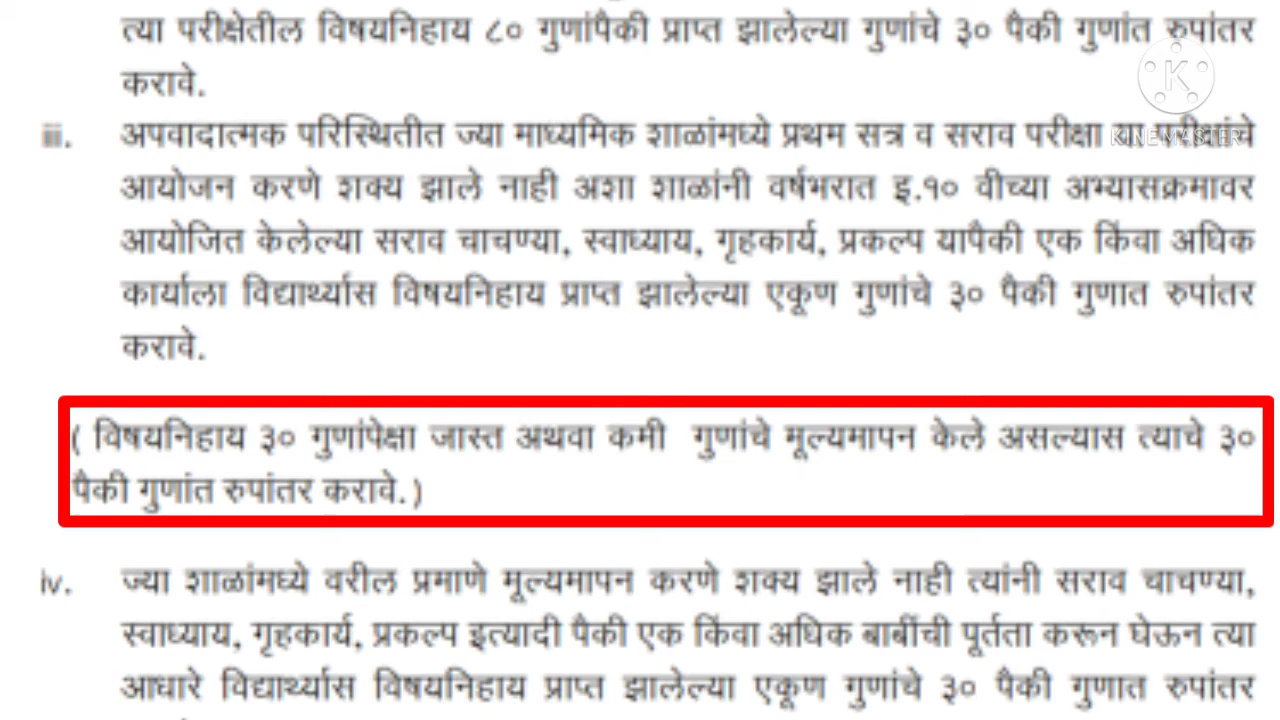 त्या परीक्षेतील विषयनिहाय ८० गुणांपैकी प्राप्त झालेल्या गुणांचे ३० पैकी गुणांत रुपांतर
करावे.
iii. अपवादात्मक परिस्थितीत ज्या माध्यमिक शाळांमध्ये प्रथम सत्र व सराव परीक्षा या
K
KINEMASTER
आयोजन करणे शक्य झाले नाही अशा शाळांनी वर्षभरात इ.१० वीच्या अभ्यासक्रमावर
आयोजित केलेल्या सराव चाचण्या, स्वाध्याय, गृहकार्य, प्रकल्प यापैकी एक किंवा अधिक
कार्याला विद्यार्थ्यास विषयनिहाय प्राप्त झालेल्या एकूण गुणांचे ३० पैकी गुणात रुपांतर
करावे.
( विषयनिहाय ३० गुणांपेक्षा जास्त अथवा कमी गुणांचे मूल्यमापन केले असल्यास त्याचे ३०
पैकी गुणांत रुपांतर करावे. )
iv. ज्या शाळांमध्ये वरील प्रमाणे मूल्यमापन करणे शक्य झाले नाही त्यांनी सराव चाचण्या,
स्वाध्याय, गृहकार्य, प्रकल्प इत्यादी पैकी एक किंवा अधिक बाबींची पूर्तता करून घेऊन त्या
आधारे विद्यार्थ्यास विषयनिहाय प्राप्त झालेल्या एकूण गुणांचे ३० पैकी गुणात रुपांतर